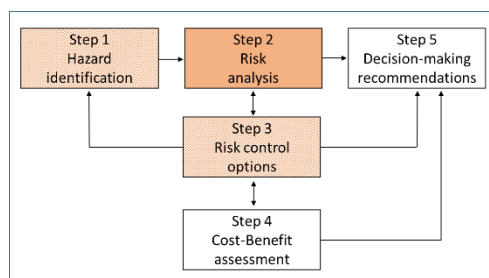 Step 1
Hazard
identification
Step 2
Risk
analysis
Step 5
Decision-making
recommendations
Step 3
Risk control
options
Step 4
Cost-Benefit
assessment